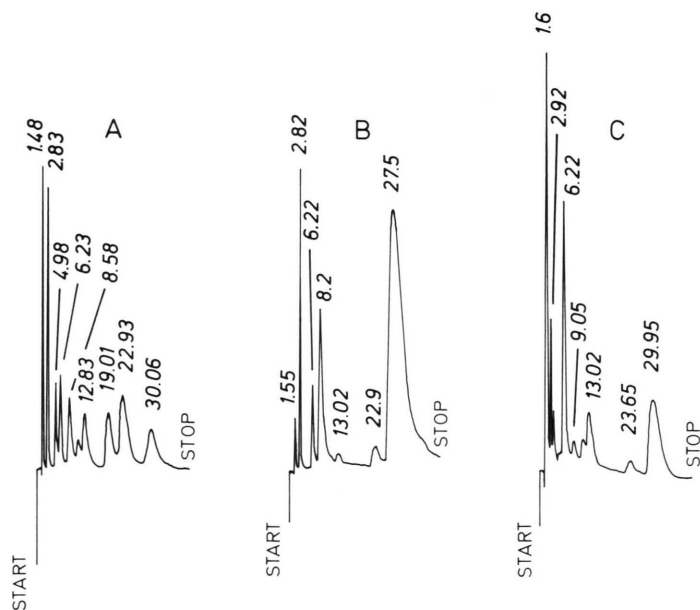 A
1.48
2.83
4.98
6.23
8.58
12.83
19.01
22.93
30.06
START
STOP
B
1.55
2.82
6.22
8.2
13.02
22.9
27.5
START
STOP
C
1.6
2.92
6.22
9.05
13.02
23.65
29.95
START
STOP